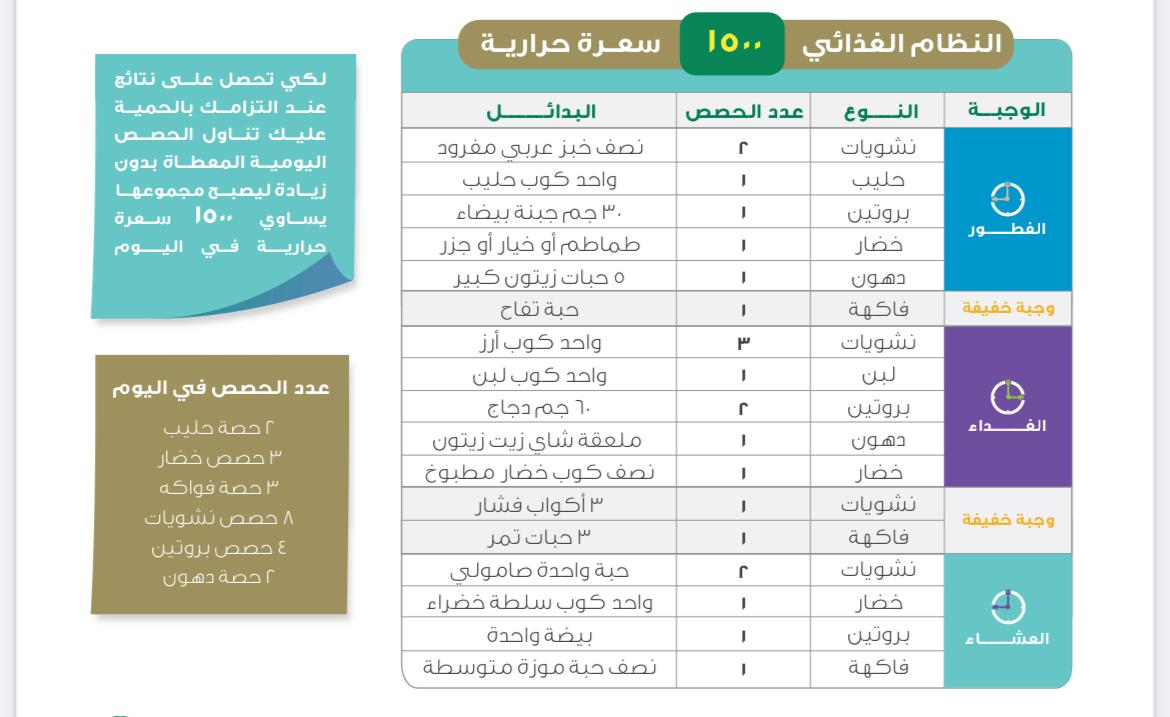 النظام الغذائي ١٥٠٠ سعرة حرارية
الوجبة النوع عدد الحصص البدائل
الفطور
نشويات ٢ نصف خبز عربي مفرود
حليب ١ واحد كوب حليب
بروتين ١ ٣٠ جم جبنة بيضاء
خضار ١ طماطم أو خيار أو جزر
دهون ١ ٥ حبات زيتون كبير
وجبة خفيفة
فاكهة ١ حبة تفاح
الغداء
نشويات ٣ واحد كوب أرز
لبن ١ واحد كوب لبن
بروتين ٢ ٦٠ جم دجاج
دهون ١ ملعقة شاي زيت زيتون
خضار ١ نصف كوب خضار مطبوخ
وجبة خفيفة
نشويات ١ ٣ أكواب فشار
فاكهة ١ ٣ حبات تمر
العشاء
نشويات ٢ حبة واحدة صامولي
خضار ١ واحد كوب سلطة خضراء
بروتين ١ بيضة واحدة
فاكهة ١ نصف حبة موزة متوسطة
لكي تحصل على نتائج
عند التزامك بالحمية
عليك تناول الحصص
اليومية المعطاة بدون
زيادة ليصبح مجموعها
يساوي ١٥٠٠ سعرة
حرارية في اليوم
عدد الحصص في اليوم
٢ حصة حليب
٣ حصص خضار
٣ حصة فواكه
٨ حصص نشويات
٤ حصص بروتين
٢ حصة دهون